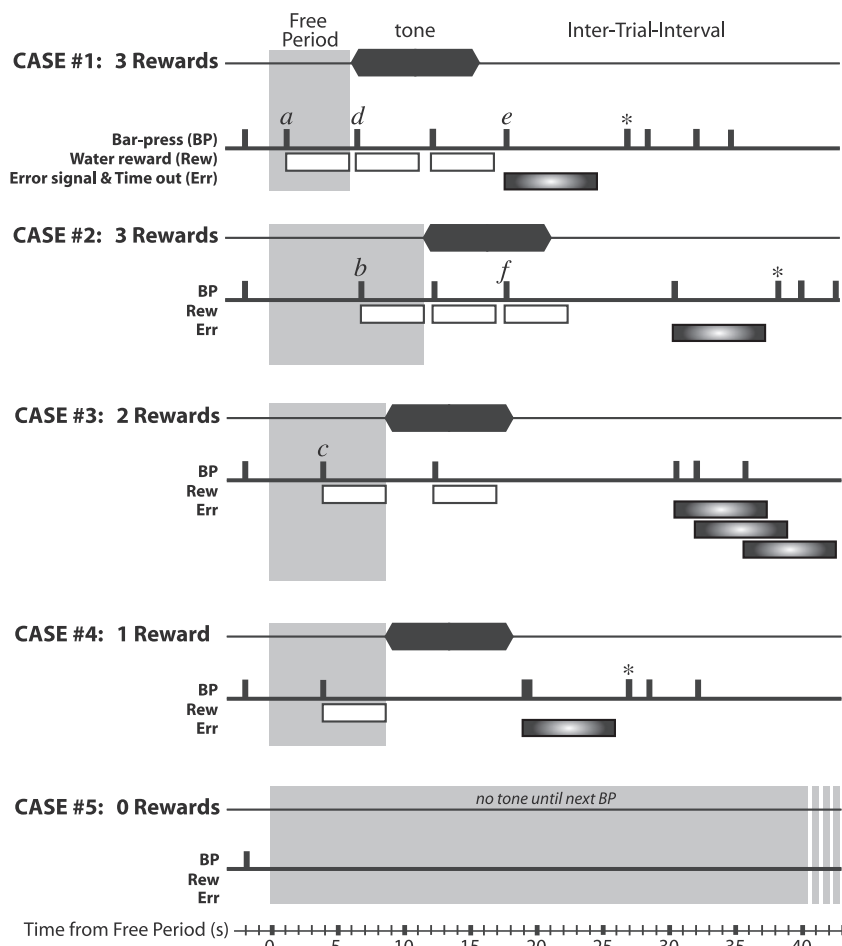 Free
Period
tone
Inter-Trial-Interval
CASE #1: 3 Rewards
a
d
e
*
Bar-press (BP)
Water reward (Rew)
Error signal & Time out (Err)
CASE #2: 3 Rewards
b
f
*
BP
Rew
Err
CASE #3: 2 Rewards
c
BP
Rew
Err
CASE #4: 1 Reward
*
BP
Rew
Err
no tone until next BP
CASE #5: 0 Rewards
BP
Rew
Err
Time from Free Period (s)
0 5 10 15 20 25 30 35 40